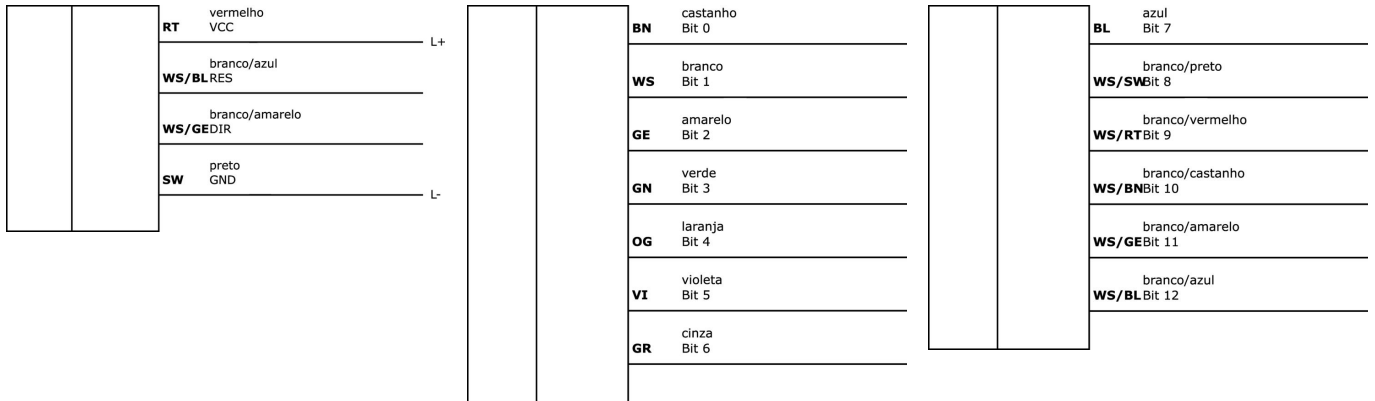 vermelho
RT VCC
L+
branco/azul
WS/BL RES
branco/amarelo
WS/GE DIR
preto
SW GND
L-
castanho
BN Bit 0
branco
WS Bit 1
amarelo
GE Bit 2
verde
GN Bit 3
laranja
OG Bit 4
violeta
VI Bit 5
cinza
GR Bit 6
azul
BL Bit 7
branco/preto
WS/SW Bit 8
branco/vermelho
WS/RT Bit 9
branco/castanho
WS/BN Bit 10
branco/amarelo
WS/GE Bit 11
branco/azul
WS/BL Bit 12